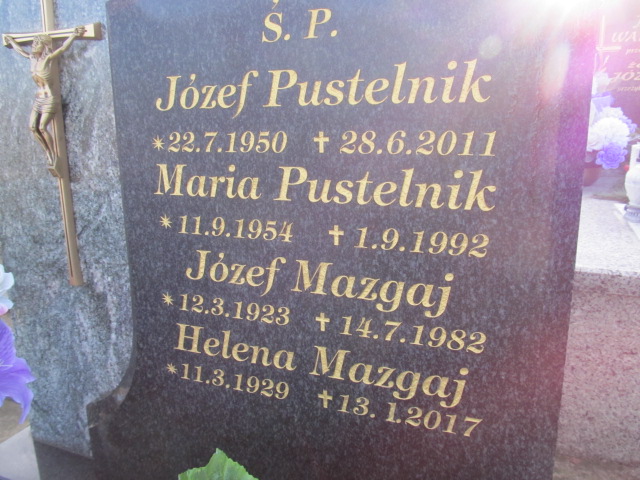 Ś. P.
Józef Pustelnik
*22.7.1950 ✝ 28.6.2011
Maria Pustelnik
*11.9.1954 ✝ 1.9.1992
Józef Mazgaj
*12.3.1923 ✝ 14.7.1982
Helena Mazgaj
*11.3.1929 ✝ 13.1.2017